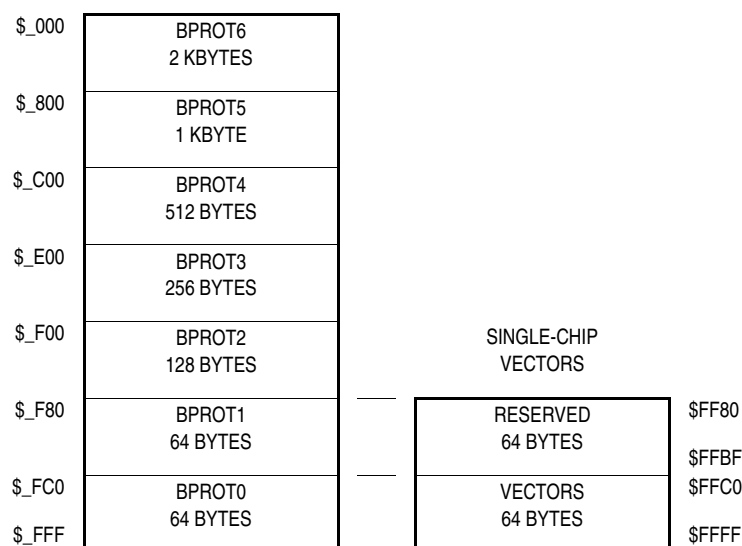 $_000
BPROT6
2 KBYTES
$_800
BPROT5
1 KBYTE
$_C00
BPROT4
512 BYTES
$_E00
BPROT3
256 BYTES
$_F00
BPROT2
128 BYTES
SINGLE-CHIP
VECTORS
$_F80
BPROT1
64 BYTES
RESERVED
64 BYTES
$FF80
$FFBF
$_FC0
BPROT0
64 BYTES
$_FFF
VECTORS
64 BYTES
$FFC0
$FFFF